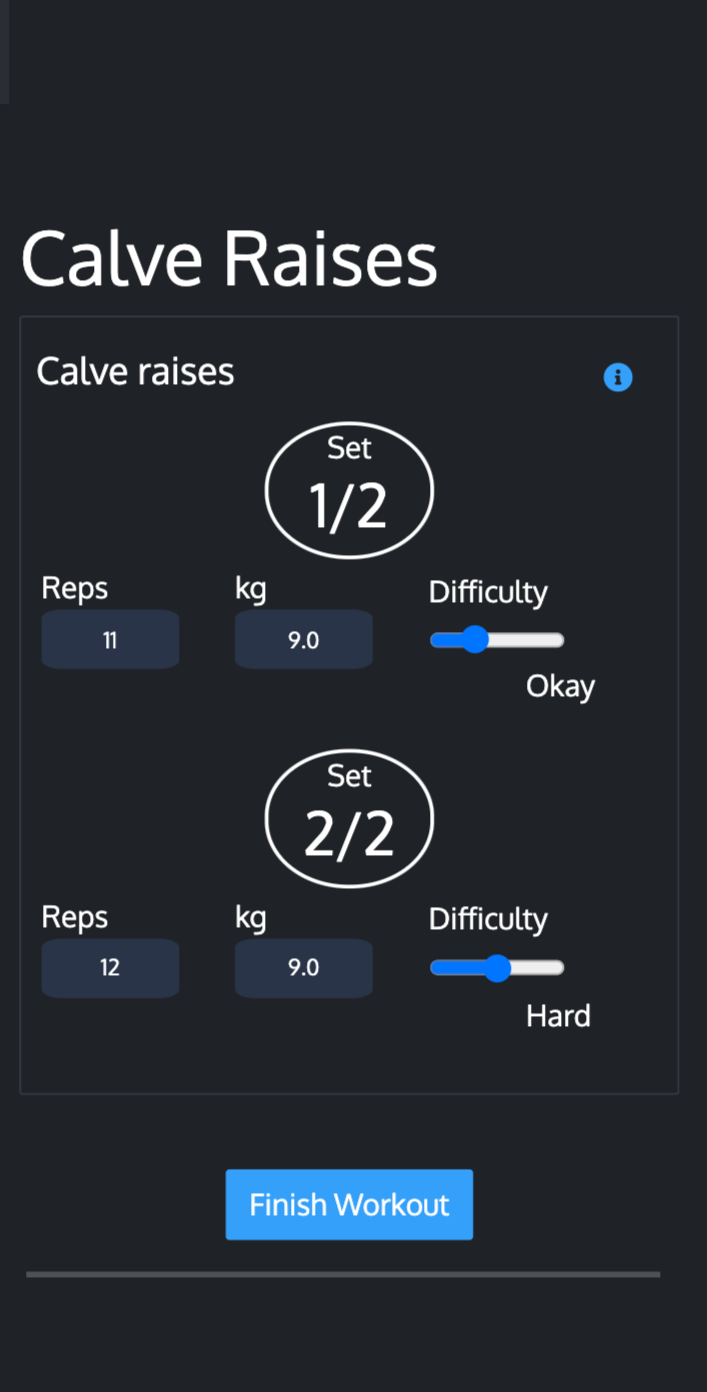 Calve Raises
Calve raises
Set
1/2
Reps kg Difficulty
11 9.0
Okay
Set
2/2
Reps kg Difficulty
12 9.0
Hard
Finish Workout